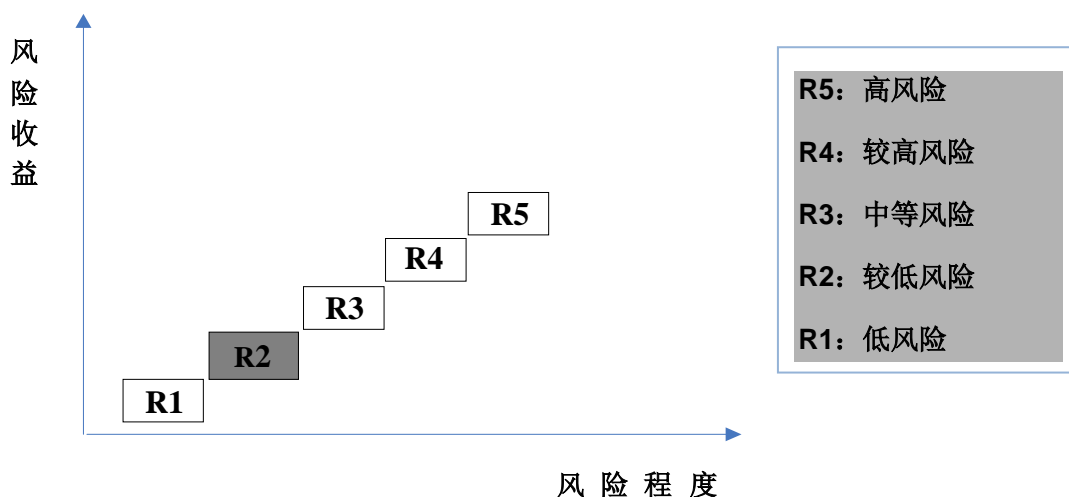 风
险
收
益
R5
R4
R3
R2
R1
风 险 程 度
R5：高风险
R4：较高风险
R3：中等风险
R2：较低风险
R1：低风险